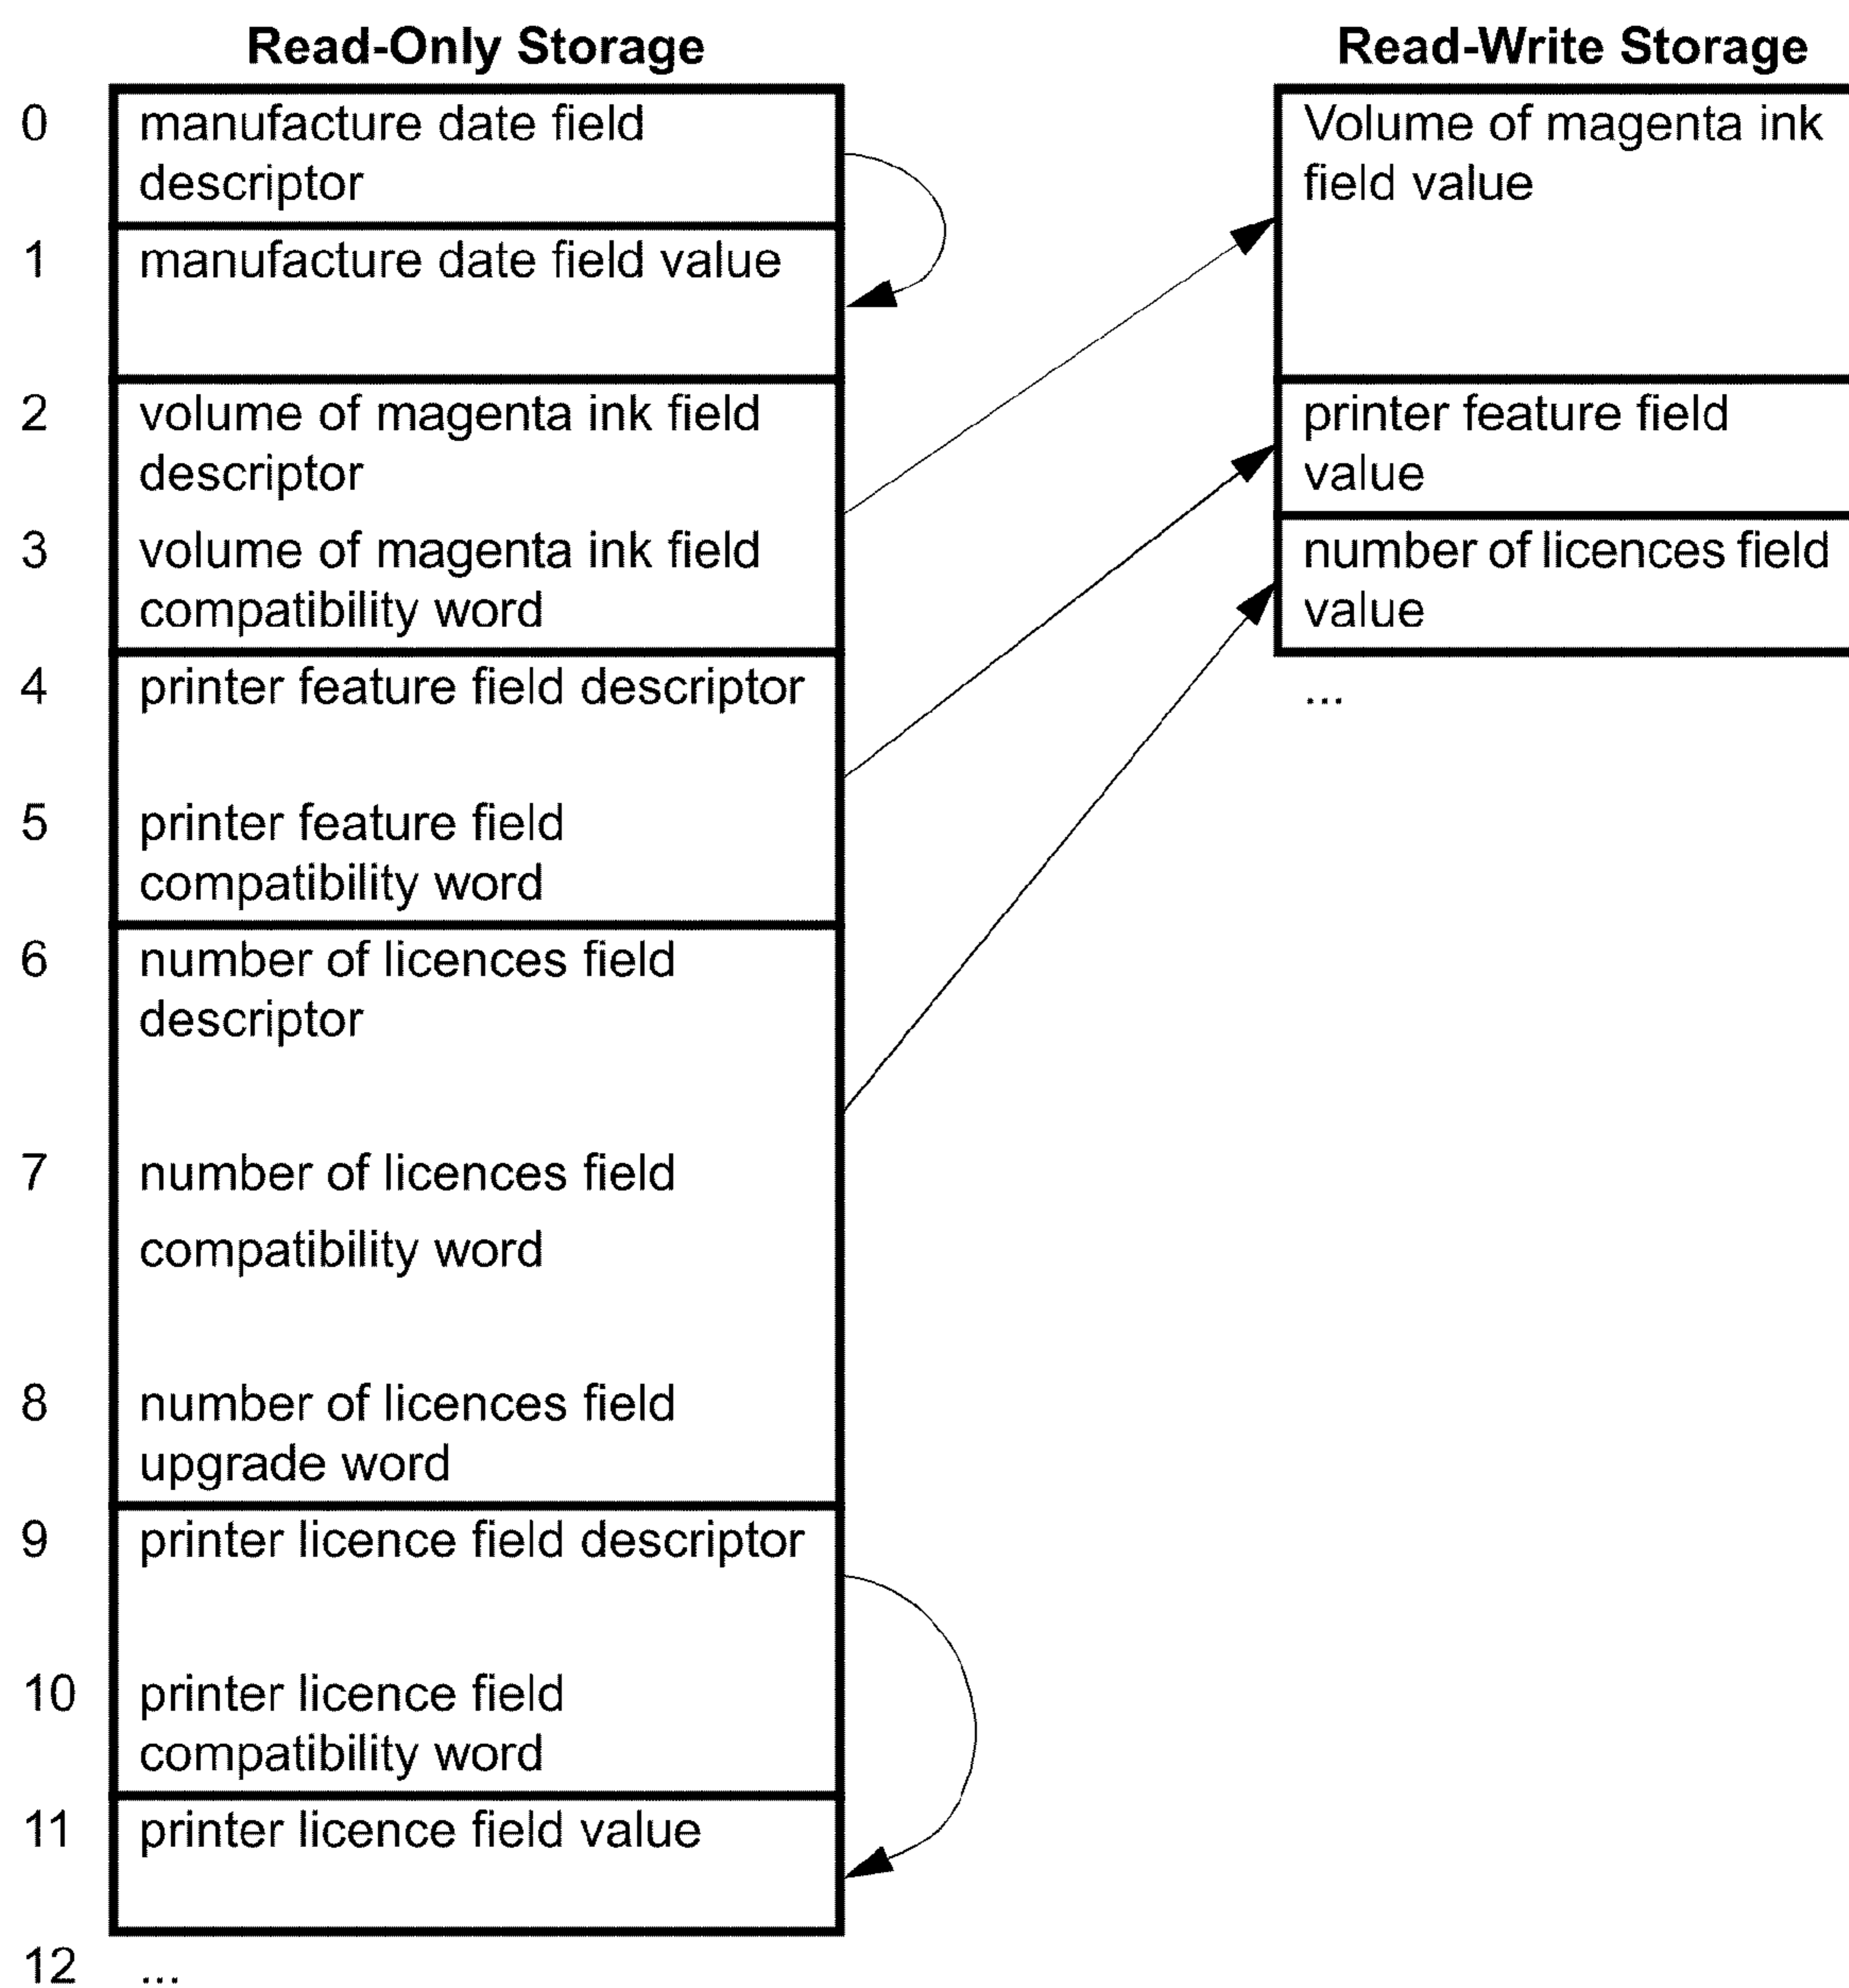 Read-Only Storage
0 manufacture date field
descriptor
1 manufacture date field value
2 volume of magenta ink field
descriptor
3 volume of magenta ink field
compatibility word
4 printer feature field descriptor
5 printer feature field
compatibility word
6 number of licences field
descriptor
7 number of licences field
compatibility word
8 number of licences field
upgrade word
9 printer licence field descriptor
10 printer licence field
compatibility word
11 printer licence field value
12 ...
Read-Write Storage
Volume of magenta ink
field value
printer feature field
value
number of licences field
value
...